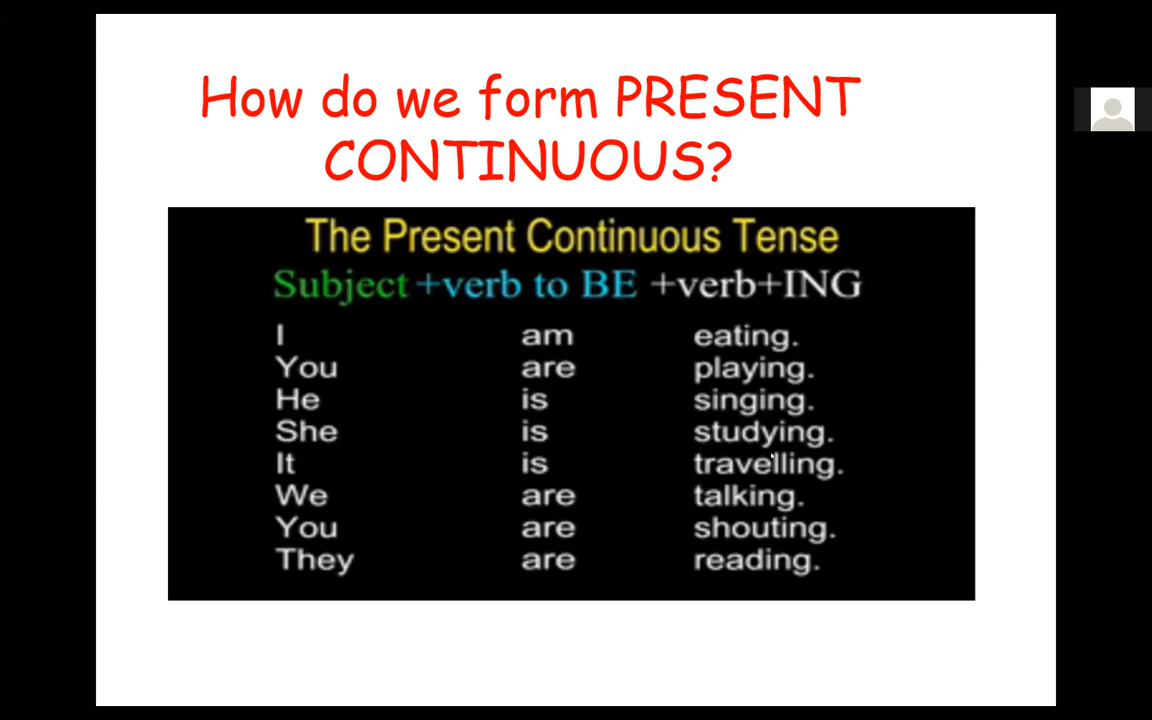 How do we form PRESENT
CONTINUOUS?
The Present Continuous Tense
Subject +verb to BE +verb+ING
I am eating.
You are playing.
He is singing.
She is studying.
It is travelling.
We are talking.
You are shouting.
They are reading.